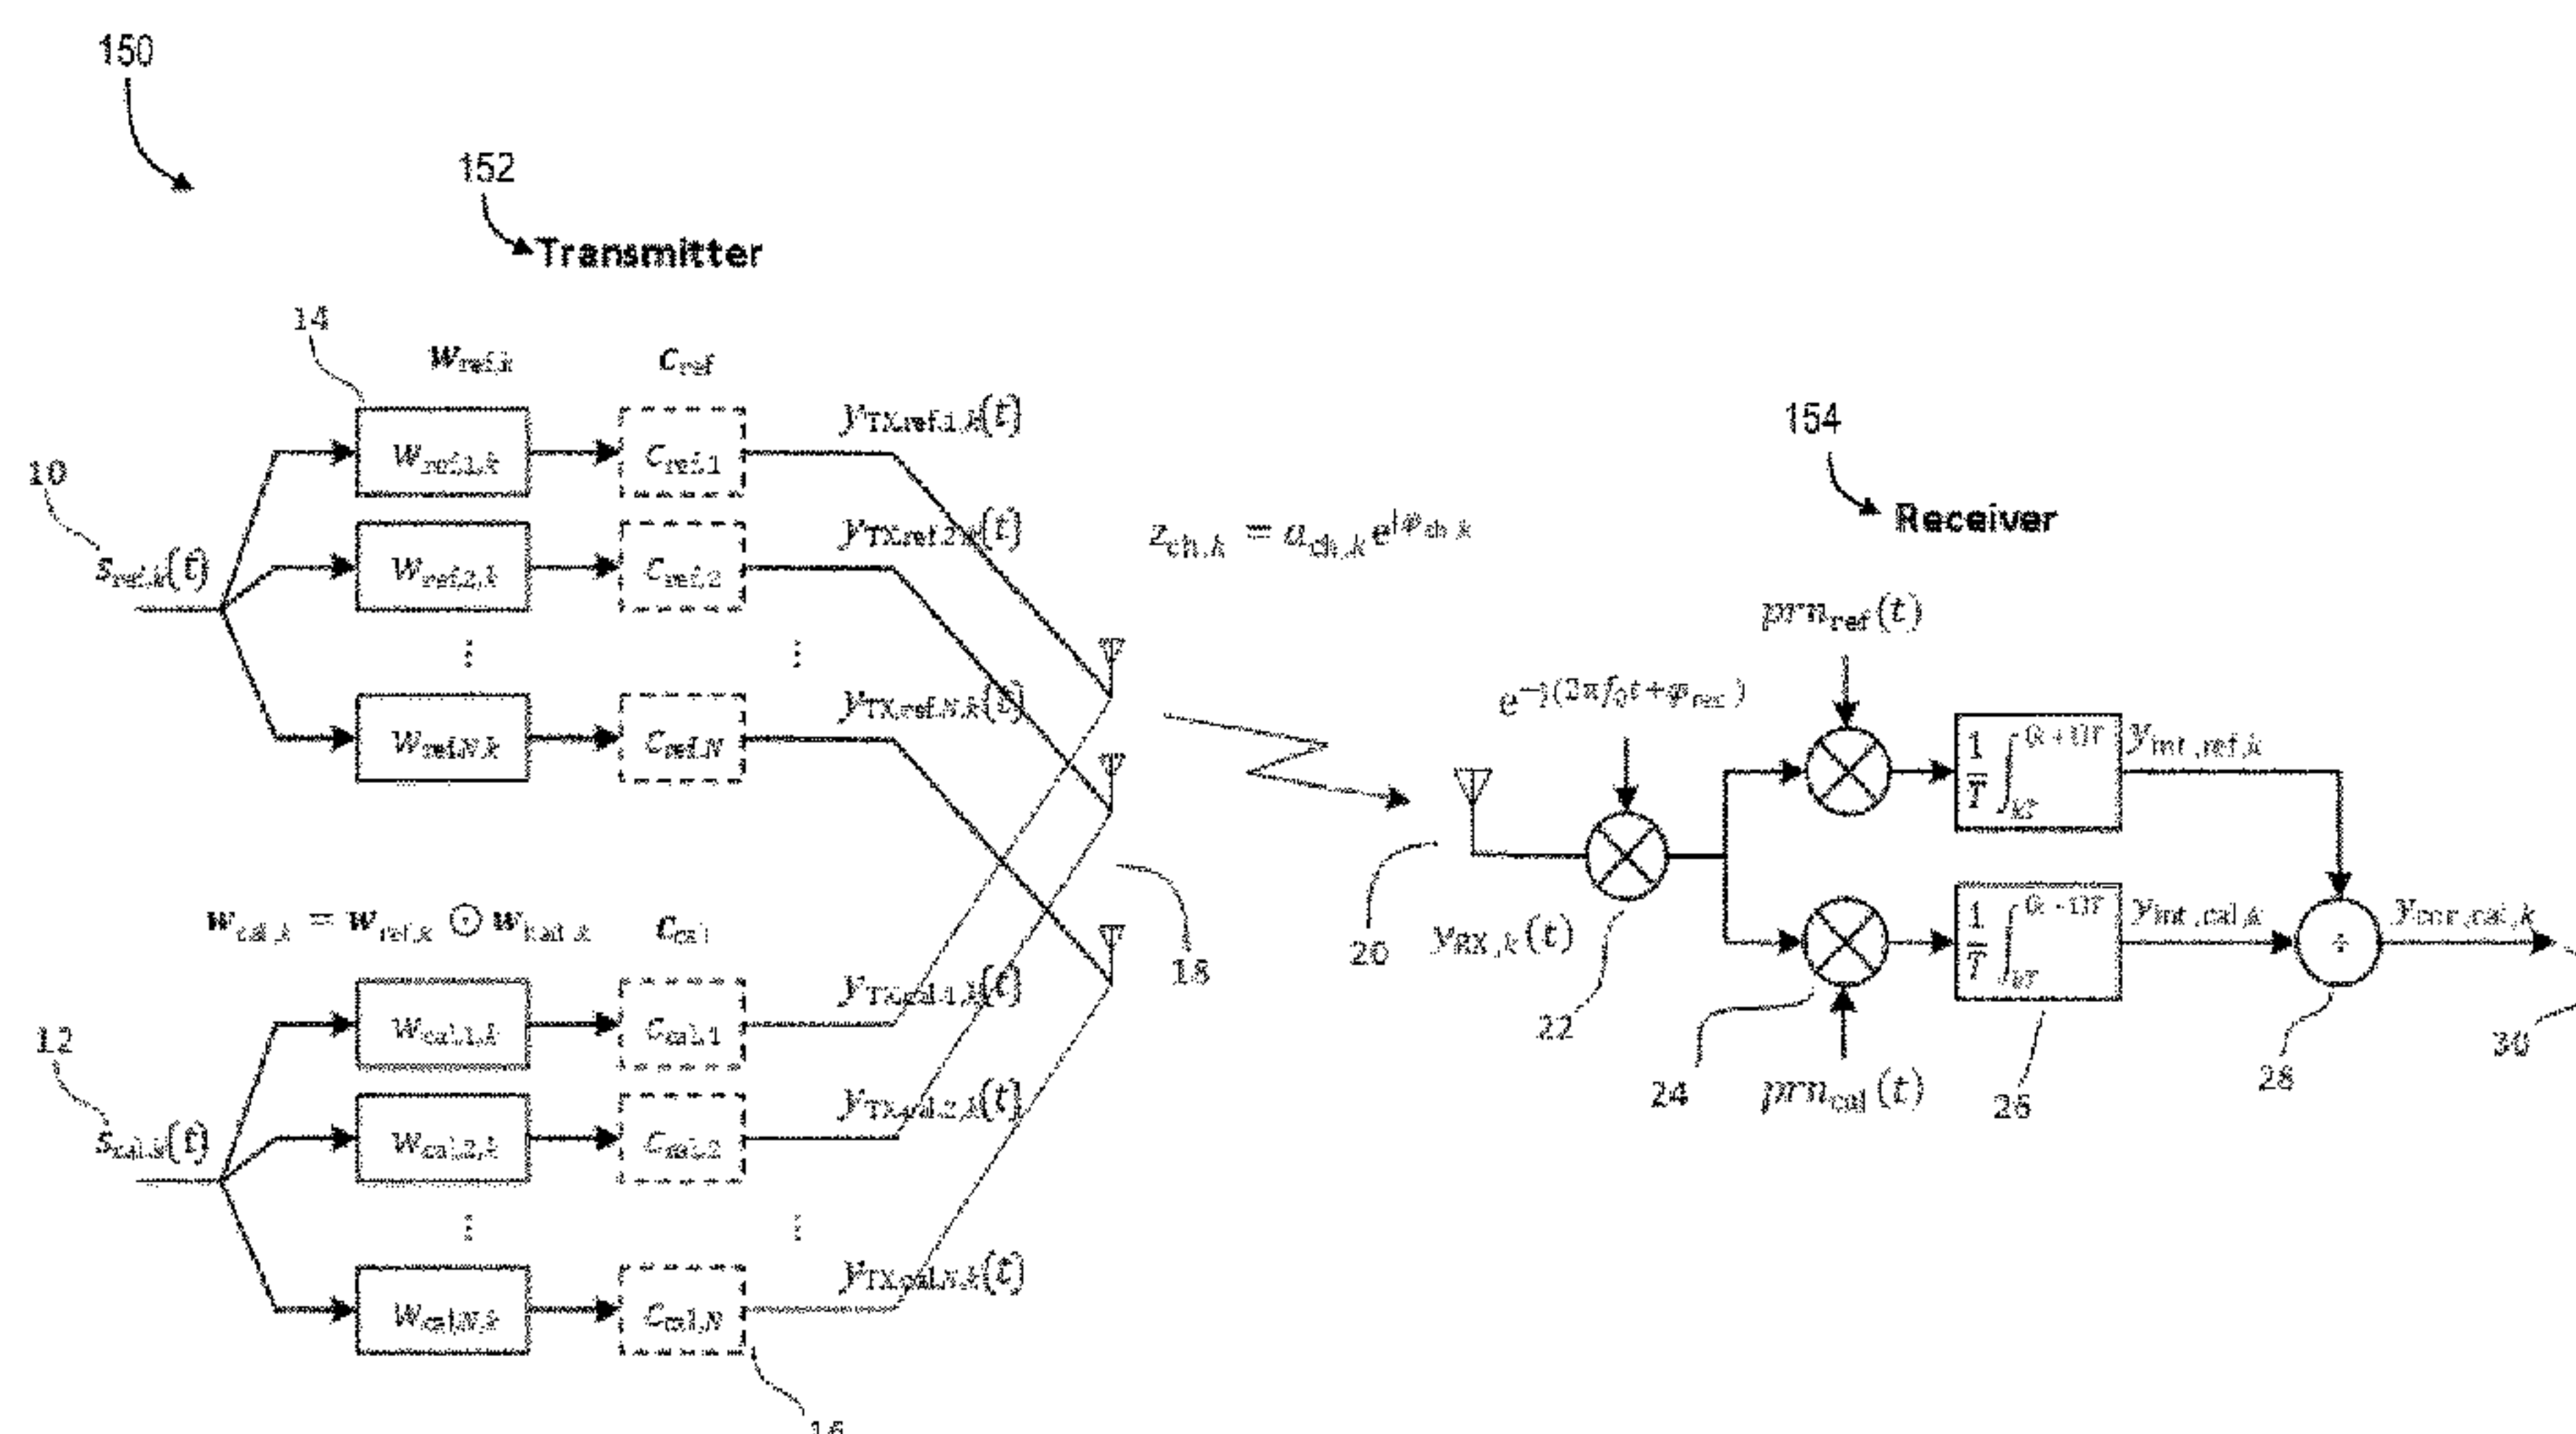 150
152
Transmitter
14
w_ref,k
c_ref
10
s_ref,k(t)
w_ref,1,k
c_ref,1
y_TX,ref,1,k(t)
w_ref,2,k
c_ref,2
y_TX,ref,2,k(t)
⋮
⋮
w_ref,N,k
c_ref,N
y_TX,ref,N,k(t)
z_ch,k = a_ch,k e^jφ_ch,k
18
w_cal,k = w_ref,k ⊙ w_had,k
c_cal
12
s_cal,k(t)
w_cal,1,k
c_cal,1
y_TX,cal,1,k(t)
w_cal,2,k
c_cal,2
y_TX,cal,2,k(t)
⋮
⋮
w_cal,N,k
c_cal,N
y_TX,cal,N,k(t)
16
154
Receiver
20
y_RX,k(t)
e^−j(2πf_0t+φ_rec)
22
prn_ref(t)
1/T ∫_kT^(k+1)T
y_int,ref,k
24
prn_cal(t)
1/T ∫_kT^(k+1)T
26
y_int,cal,k
÷
28
y_cor,cal,k
30